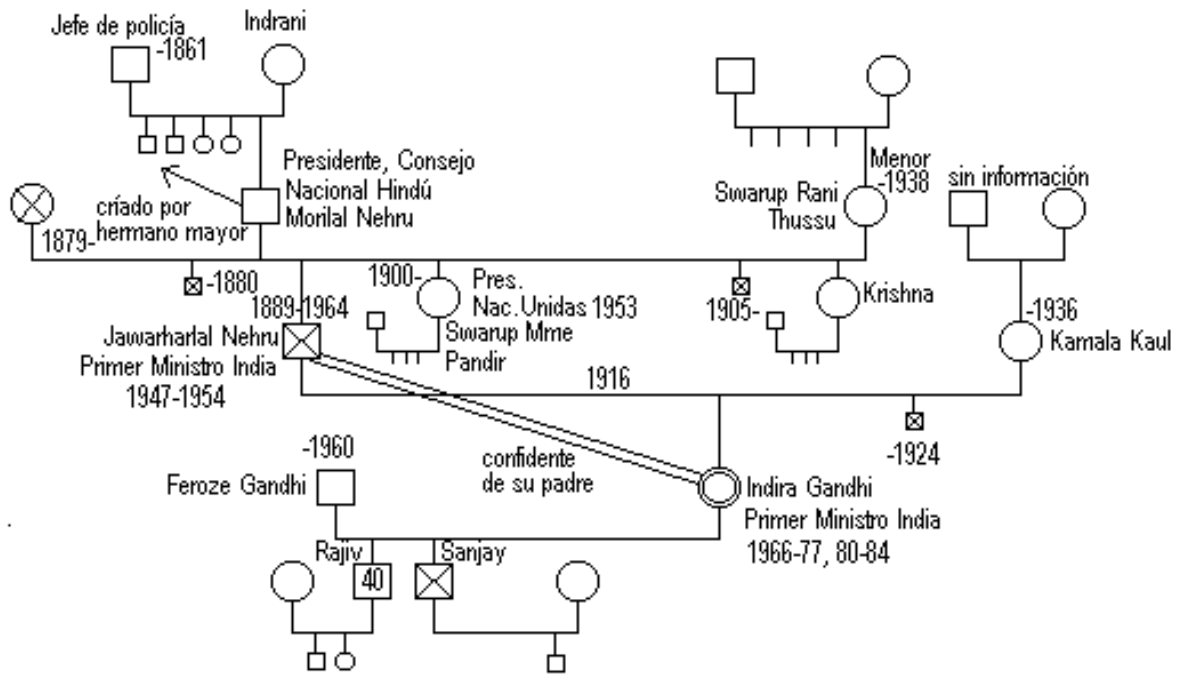 Jefe de policía
-1861
Indrani
Presidente, Consejo
Nacional Hindú
Morilal Nehru
críado por
hermano mayor
1879-
Menor
-1938
Swarup Rani
Thussu
sin información
-1880
1889-1964
Jawarharlal Nehru
Primer Ministro India
1947-1954
1900-
Pres.
Nac.Unidas 1953
Swarup Mme
Pandir
1905-
Krishna
-1936
Kamala Kaul
1916
-1924
confidente
de su padre
-1960
Feroze Gandhi
Indira Gandhi
Primer Ministro India
1966-77, 80-84
Rajiv
40
Sanjay